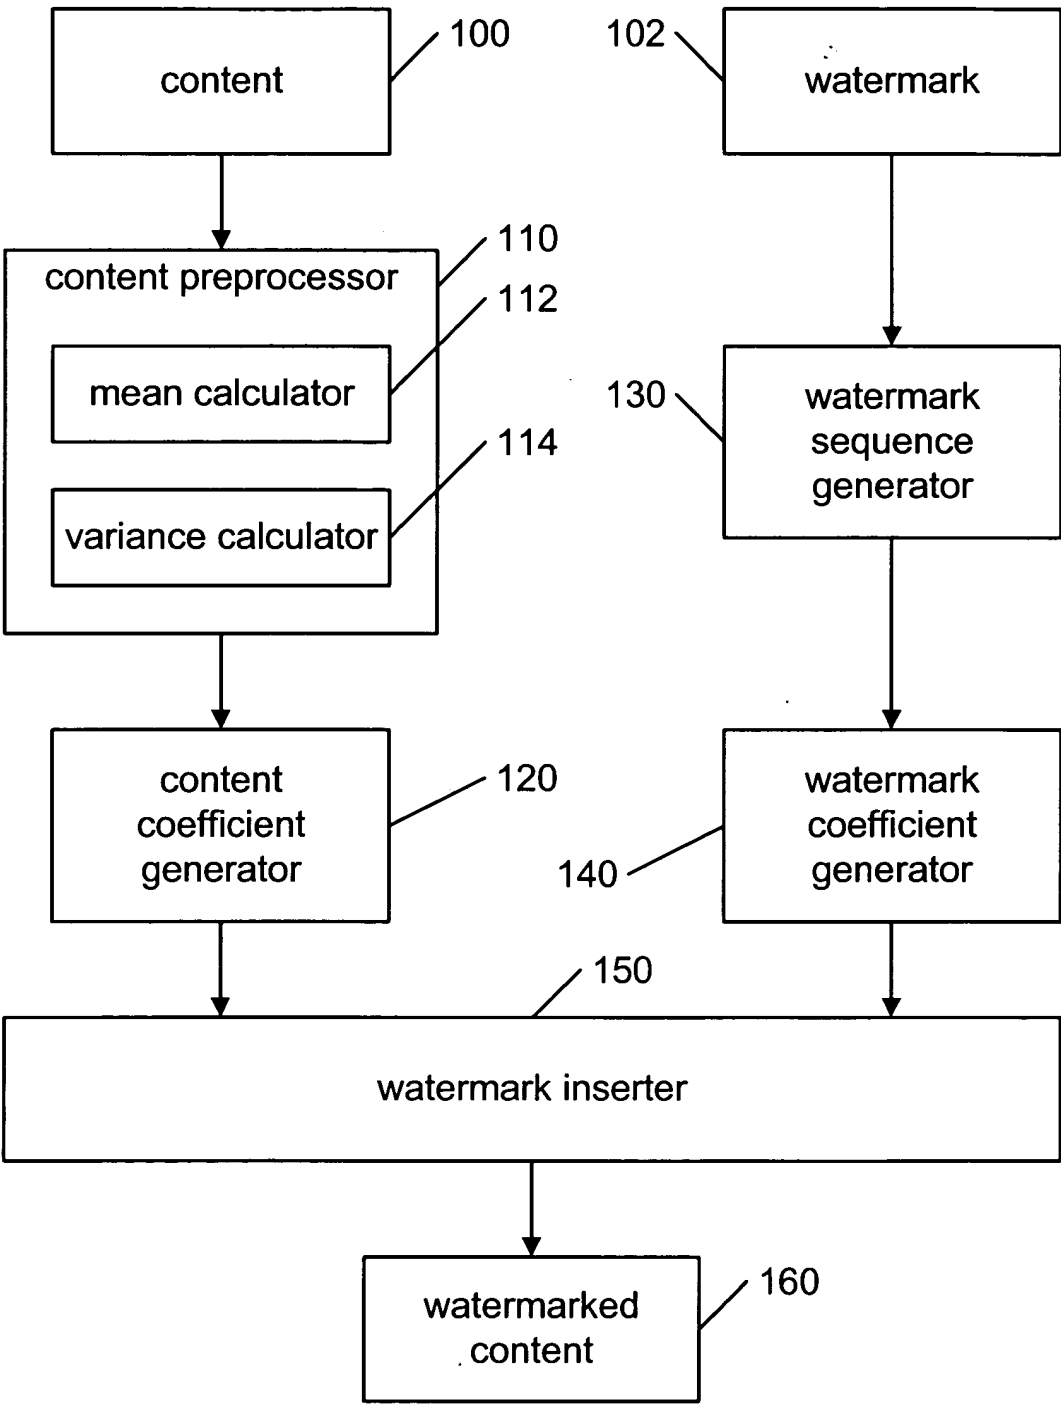 100
102
content
watermark
110
content preprocessor
112
mean calculator
130
watermark
sequence
generator
114
variance calculator
content
coefficient
generator
120
watermark
coefficient
generator
140
150
watermark inserter
160
watermarked
content